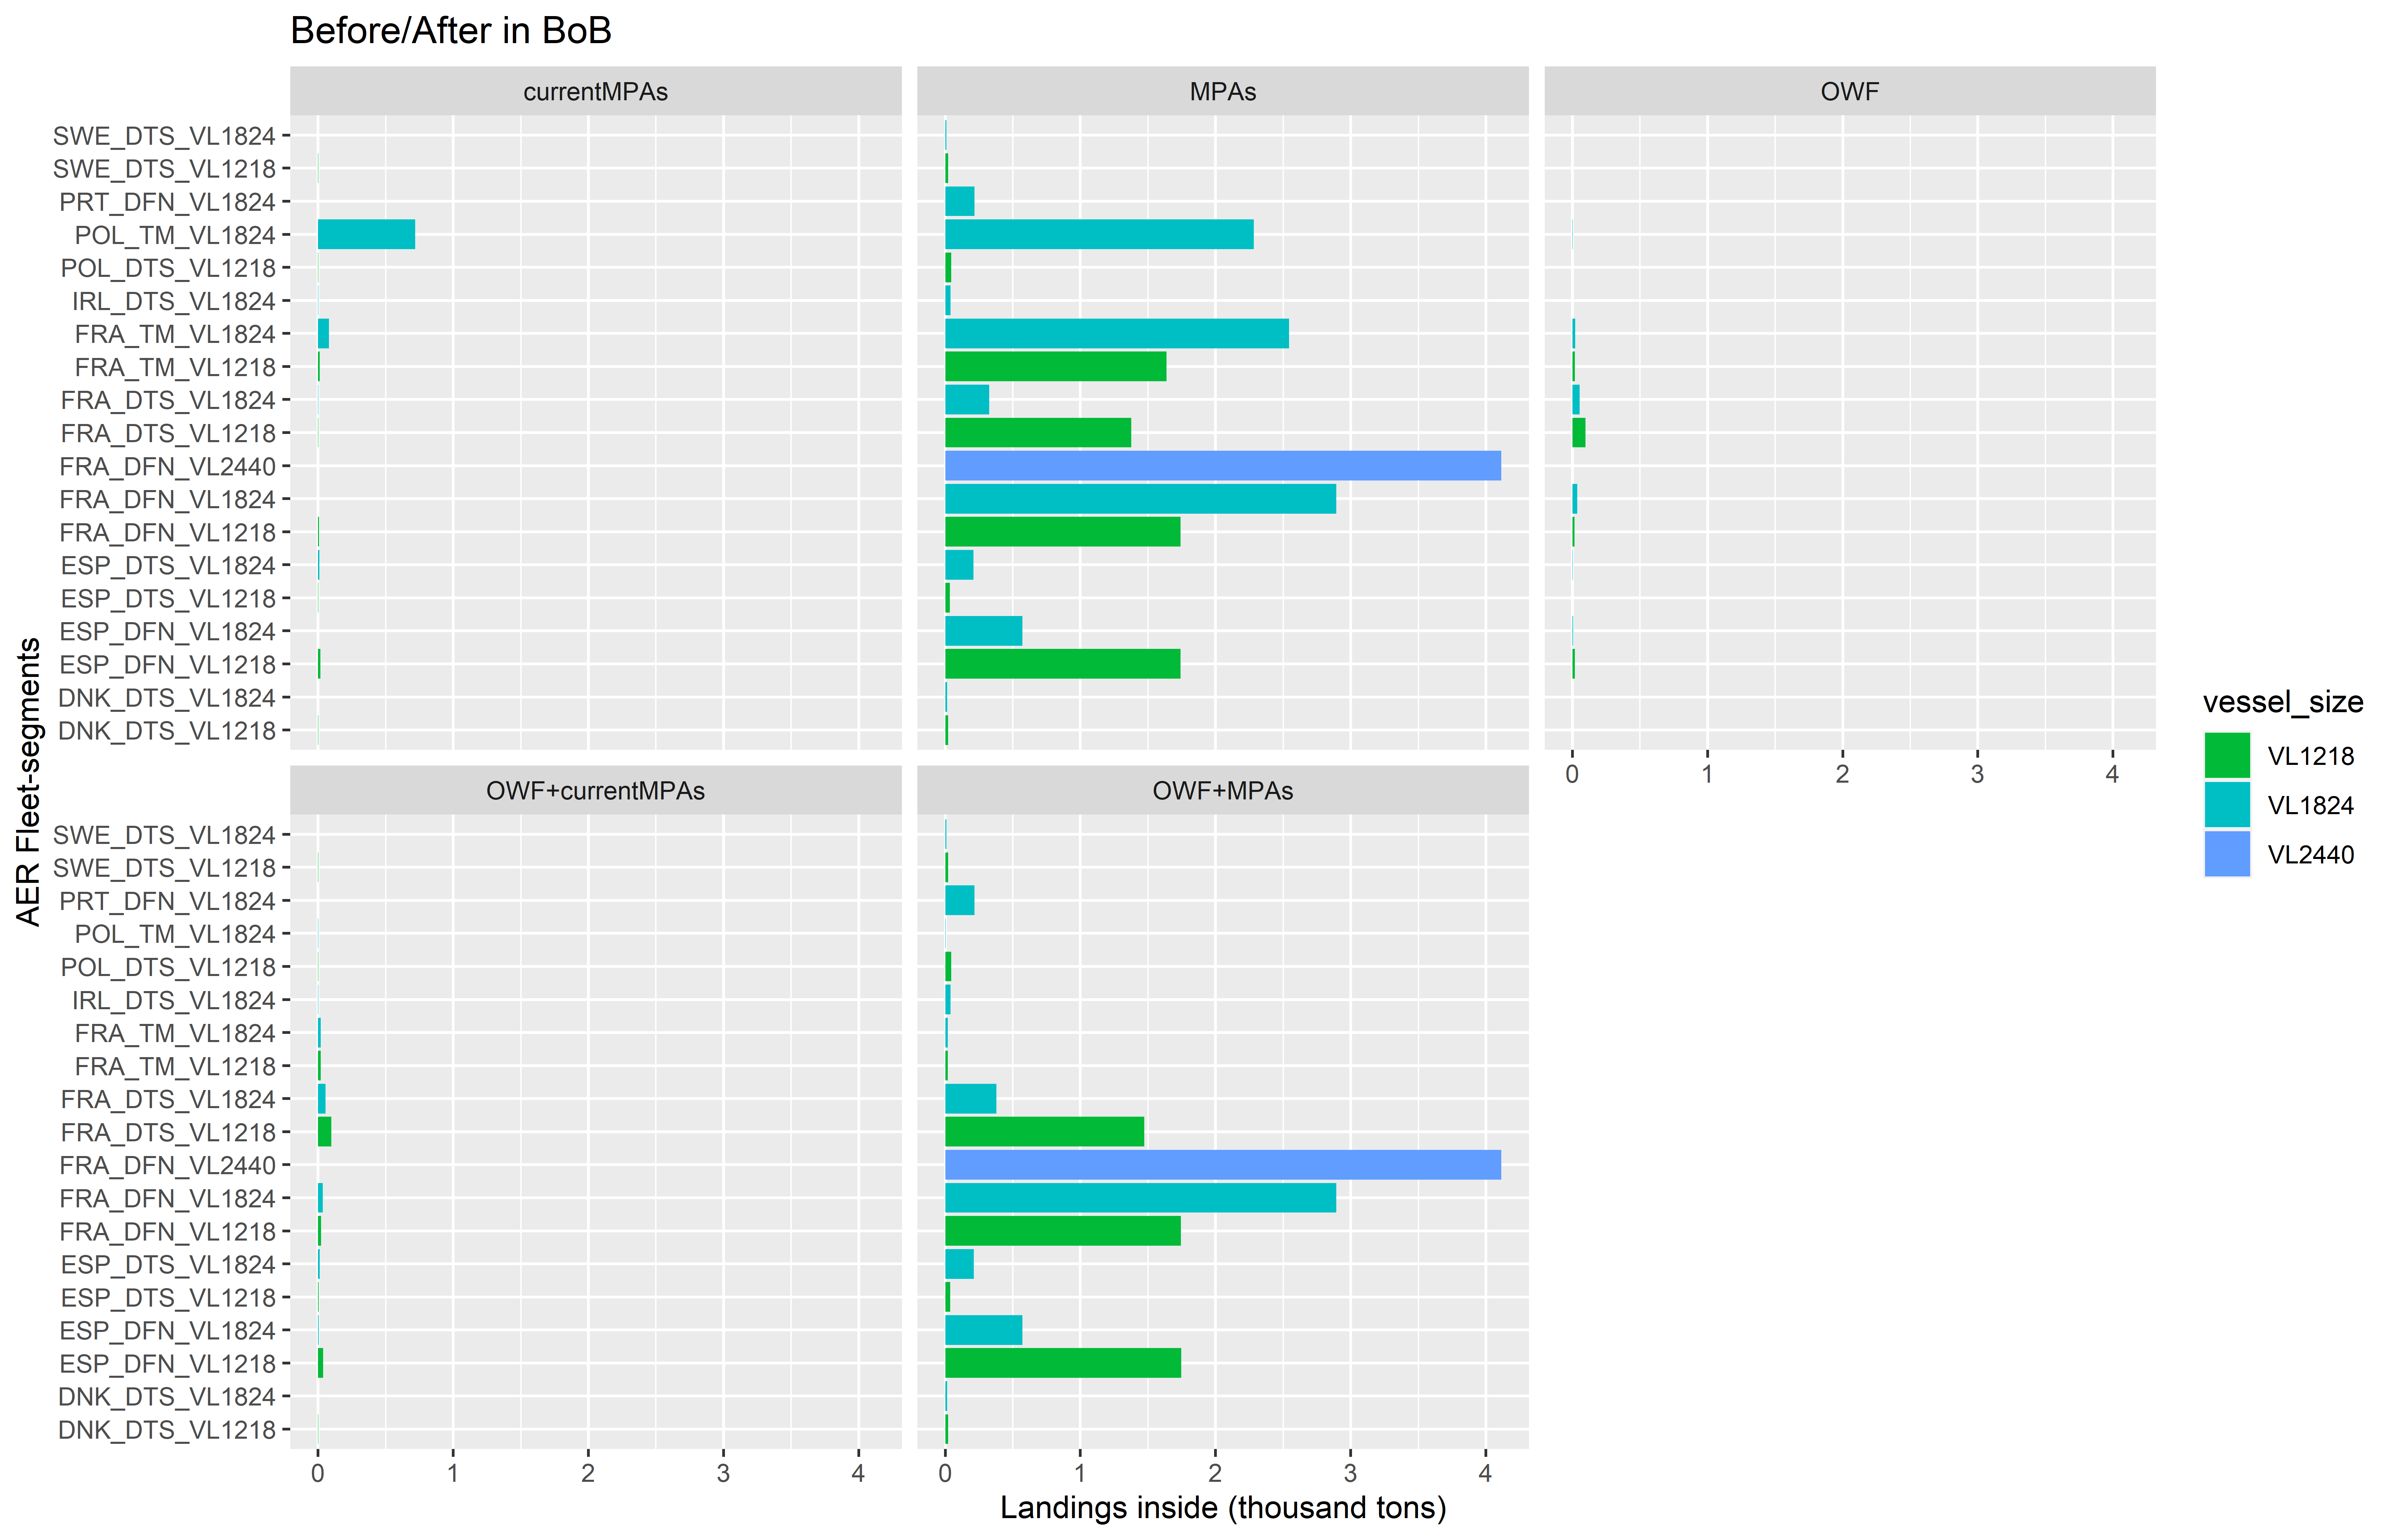 Before/After in BoB
currentMPAs
MPAs
OWF
SWE_DTS_VL1824
SWE_DTS_VL1218
PRT_DFN_VL1824
POL_TM_VL1824
POL_DTS_VL1218
IRL_DTS_VL1824
FRA_TM_VL1824
FRA_TM_VL1218
FRA_DTS_VL1824
FRA_DTS_VL1218
FRA_DFN_VL2440
FRA_DFN_VL1824
FRA_DFN_VL1218
ESP_DTS_VL1824
ESP_DTS_VL1218
ESP_DFN_VL1824
ESP_DFN_VL1218
DNK_DTS_VL1824
DNK_DTS_VL1218
0 1 2 3 4
OWF+currentMPAs
OWF+MPAs
SWE_DTS_VL1824
SWE_DTS_VL1218
PRT_DFN_VL1824
POL_TM_VL1824
POL_DTS_VL1218
IRL_DTS_VL1824
FRA_TM_VL1824
FRA_TM_VL1218
FRA_DTS_VL1824
FRA_DTS_VL1218
FRA_DFN_VL2440
FRA_DFN_VL1824
FRA_DFN_VL1218
ESP_DTS_VL1824
ESP_DTS_VL1218
ESP_DFN_VL1824
ESP_DFN_VL1218
DNK_DTS_VL1824
DNK_DTS_VL1218
0 1 2 3 4
0 1 2 3 4
Landings inside (thousand tons)
AER Fleet-segments
vessel_size
VL1218
VL1824
VL2440